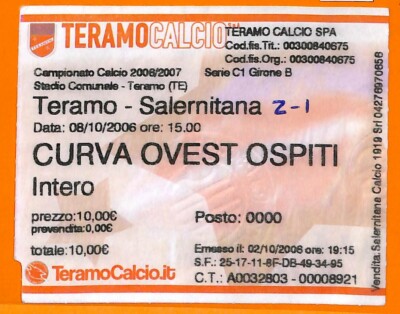 TERAMOCALCIO
TERAMO CALCIO SPA
Cod.fis.Tit.: 00300840675
Cod.fis.Org.: 00300840675
Campionato Calcio 2006/2007
Serie C1 Girone B
Stadio Comunale - Teramo (TE)
Teramo - Salernitana 2-1
Data: 08/10/2006 ore: 15.00
CURVA OVEST OSPITI
Intero
prezzo:10,00€
Posto: 0000
prevendita:0,00€
totale:10,00€
Emesso il: 02/10/2006 ore: 19:15
S.F.: 25-17-11-8F-DB-49-34-95
TeramoCalcio.it
C.T.: A0032803 - 00008921
Vendita.Salernitana Calcio 1919 Srl 04276970656